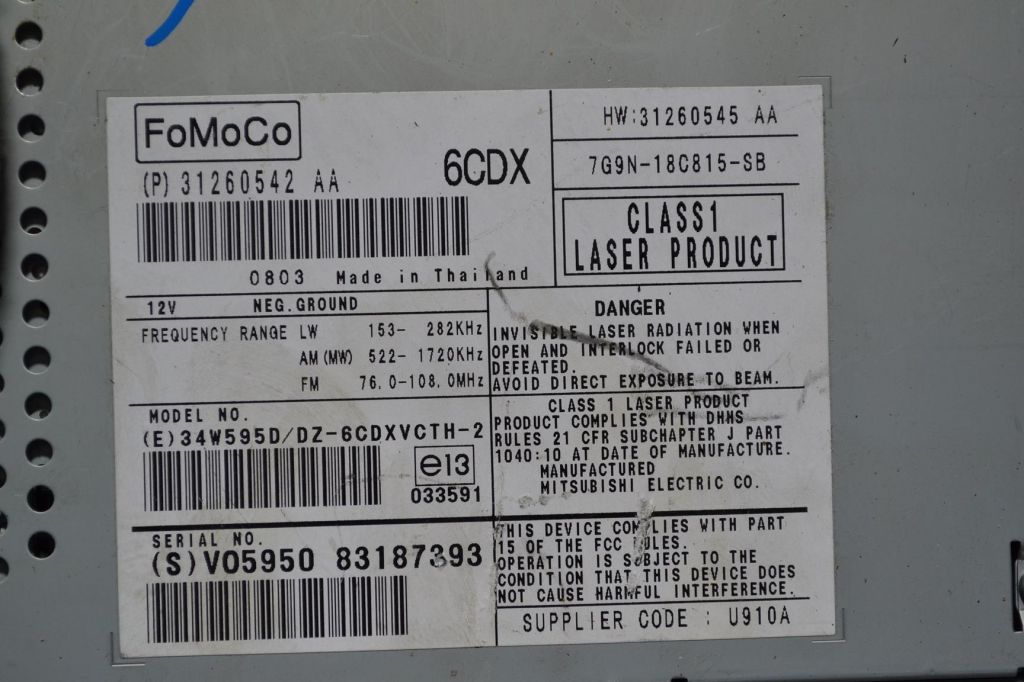 FoMoCo
(P) 31260542 AA
6CDX
0803 Made in Thailand
HW:31260545 AA
7G9N-18C815-SB
CLASS1
LASER PRODUCT
12V NEG.GROUND
FREQUENCY RANGE LW 153- 282KHz
AM(MW) 522- 1720KHz
FM 76.0-108.0MHz
DANGER
INVISIBLE LASER RADIATION WHEN
OPEN AND INTERLOCK FAILED OR
DEFEATED.
AVOID DIRECT EXPOSURE TO BEAM.
MODEL NO.
(E)34W595D/DZ-6CDXVCTH-2
e13
033591
CLASS 1 LASER PRODUCT
PRODUCT COMPLIES WITH DHHS
RULES 21 CFR SUBCHAPTER J PART
1040:10 AT DATE OF MANUFACTURE.
MANUFACTURED
MITSUBISHI ELECTRIC CO.
SERIAL NO.
(S)V05950 83187393
THIS DEVICE COMPLIES WITH PART
15 OF THE FCC RULES.
OPERATION IS SUBJECT TO THE
CONDITION THAT THIS DEVICE DOES
NOT CAUSE HARMFUL INTERFERENCE.
SUPPLIER CODE : U910A